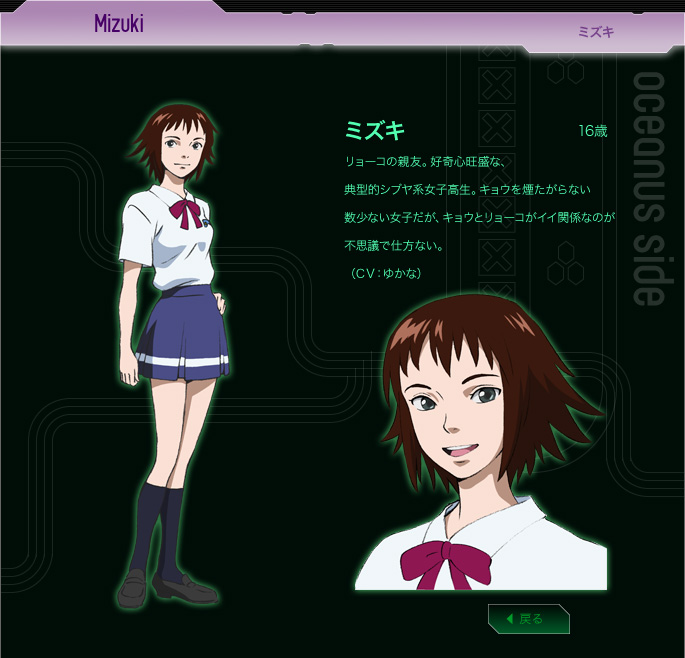 Mizuki
ミズキ
ミズキ
16歳
リョーコの親友。好奇心旺盛な、
典型的シブヤ系女子高生。キョウを煙たがらない
数少ない女子だが、キョウとリョーコがイイ関係なのが
不思議で仕方ない。
（CV：ゆかな）
oceanus side
戻る